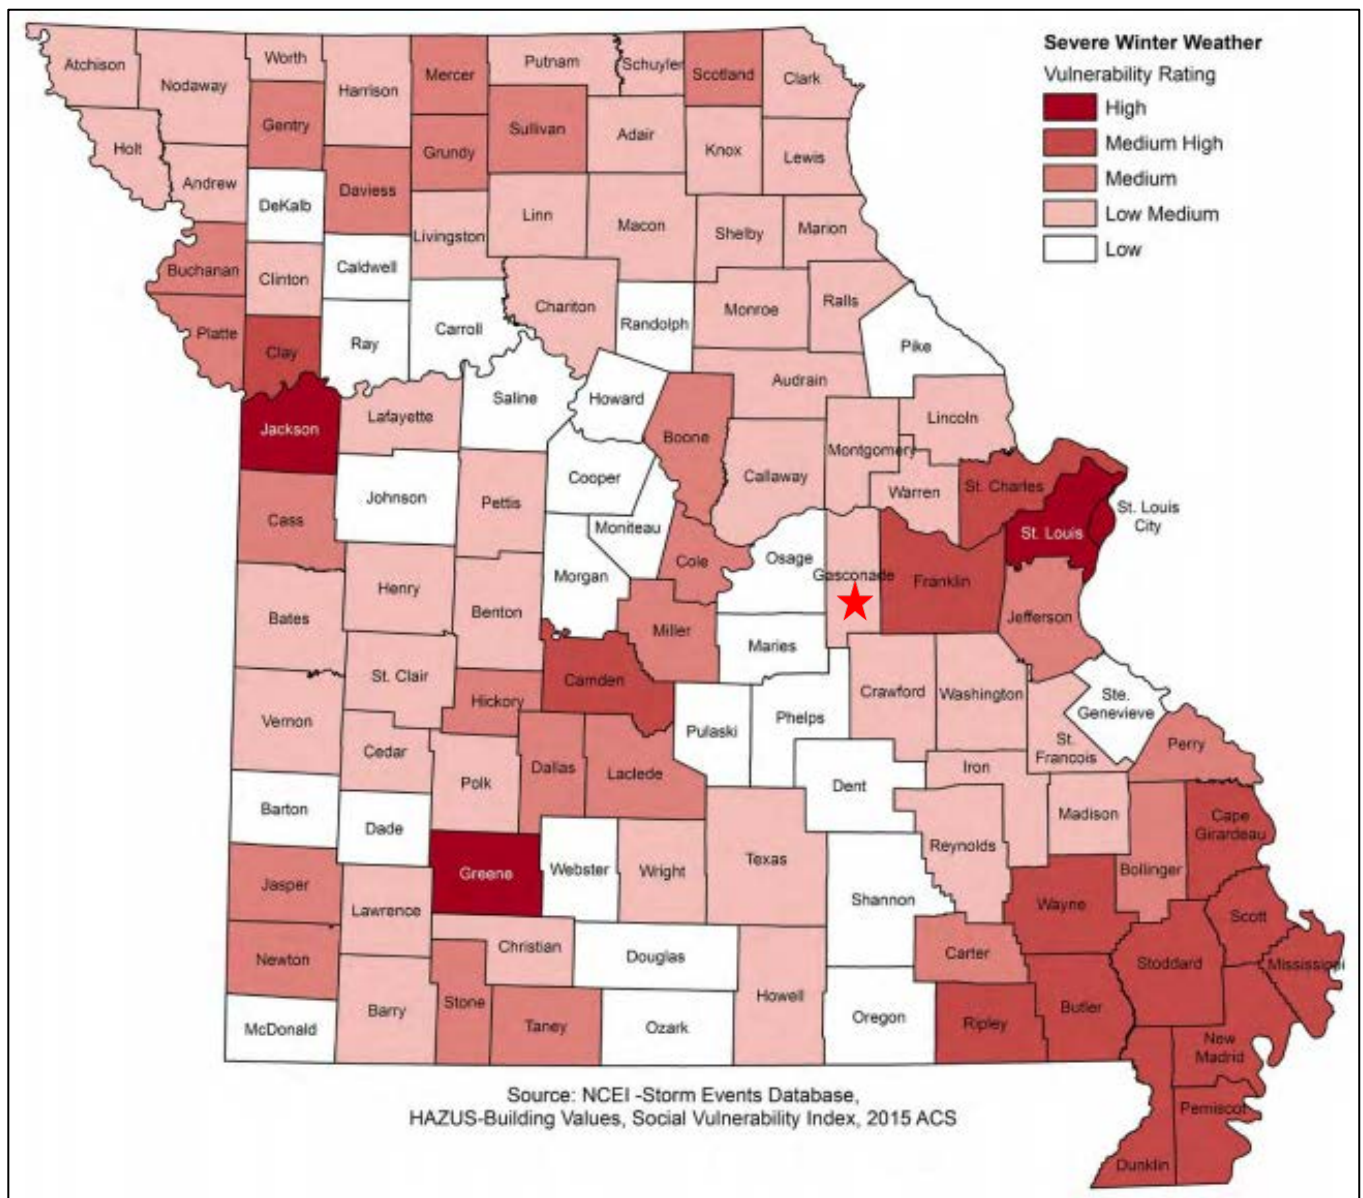 Severe Winter Weather
Vulnerability Rating
High
Medium High
Medium
Low Medium
Low
Atchison
Nodaway
Worth
Harrison
Mercer
Putnam
Schuyler
Scotland
Clark
Gentry
Sullivan
Adair
Knox
Lewis
Holt
Andrew
DeKalb
Daviess
Grundy
Linn
Macon
Shelby
Marion
Livingston
Buchanan
Clinton
Caldwell
Chariton
Randolph
Monroe
Ralls
Pike
Platte
Clay
Ray
Carroll
Audrain
Saline
Howard
Lincoln
Jackson
Lafayette
Boone
Montgomery
Callaway
Warren
St. Charles
Johnson
Pettis
Cooper
St. Louis
City
St. Louis
Cass
Moniteau
Cole
Osage
Gasconade
Franklin
Henry
Morgan
Bates
Benton
Miller
Maries
Jefferson
St. Clair
Camden
Hickory
Crawford
Washington
Ste.
Genevieve
Vernon
Pulaski
Phelps
St.
Francois
Perry
Cedar
Polk
Dallas
Laclede
Dent
Iron
Barton
Dade
Madison
Cape
Girardeau
Reynolds
Greene
Webster
Wright
Texas
Bollinger
Jasper
Lawrence
Shannon
Wayne
Scott
Newton
Christian
Douglas
Carter
Stoddard
Mississippi
McDonald
Barry
Stone
Taney
Ozark
Howell
Oregon
Ripley
Butler
New
Madrid
Pemiscot
Dunklin
Source: NCEI -Storm Events Database,
HAZUS-Building Values, Social Vulnerability Index, 2015 ACS